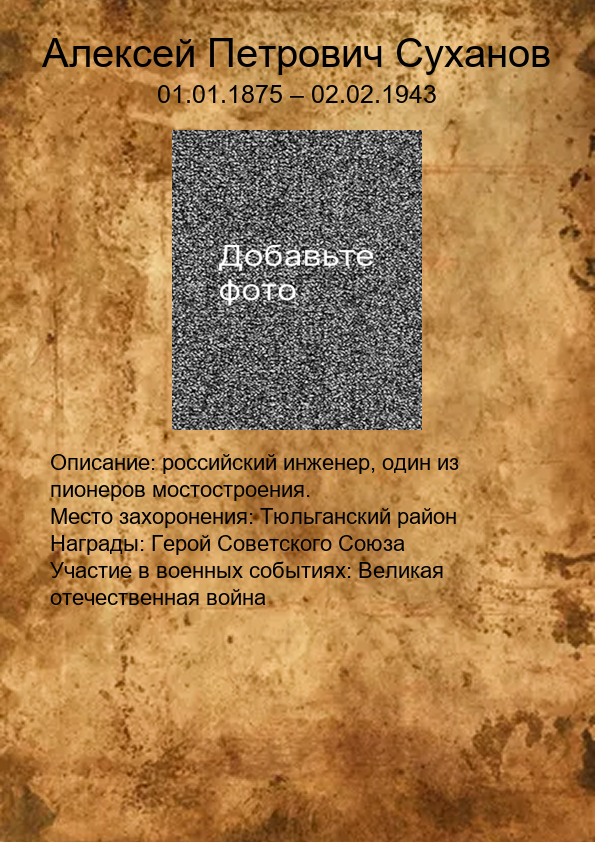 Алексей Петрович Суханов
01.01.1875 – 02.02.1943
Добавьте
фото
Описание: российский инженер, один из
пионеров мостостроения.
Место захоронения: Тюльганский район
Награды: Герой Советского Союза
Участие в военных событиях: Великая
отечественная война